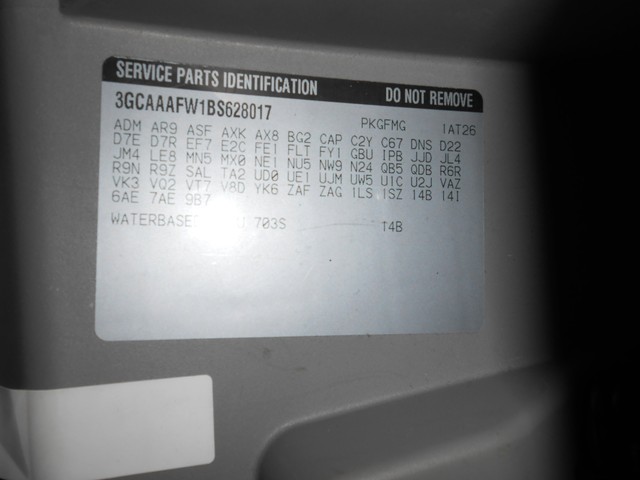 SERVICE PARTS IDENTIFICATION DO NOT REMOVE
3GCAAAFW1BS628017 PKGFMG 1AT26
ADM AR9 ASF AXK AX8 BG2 CAP C2Y C67 DNS D22
D7E D7R EF7 E2C FE1 FLT FY1 GBU IPB JJD JL4
JM4 LE8 MN5 MX0 NE1 NU5 NW9 N24 QB5 QDB R6R
R9N R9Z SAL TA2 UD0 UE1 UJM UW5 U1C U2J VAZ
VK3 VQ2 VT7 V8D YK6 ZAF ZAG 1LS 1SZ 14B 14I
6AE 7AE 9B7
WATERBASE 703S 14B